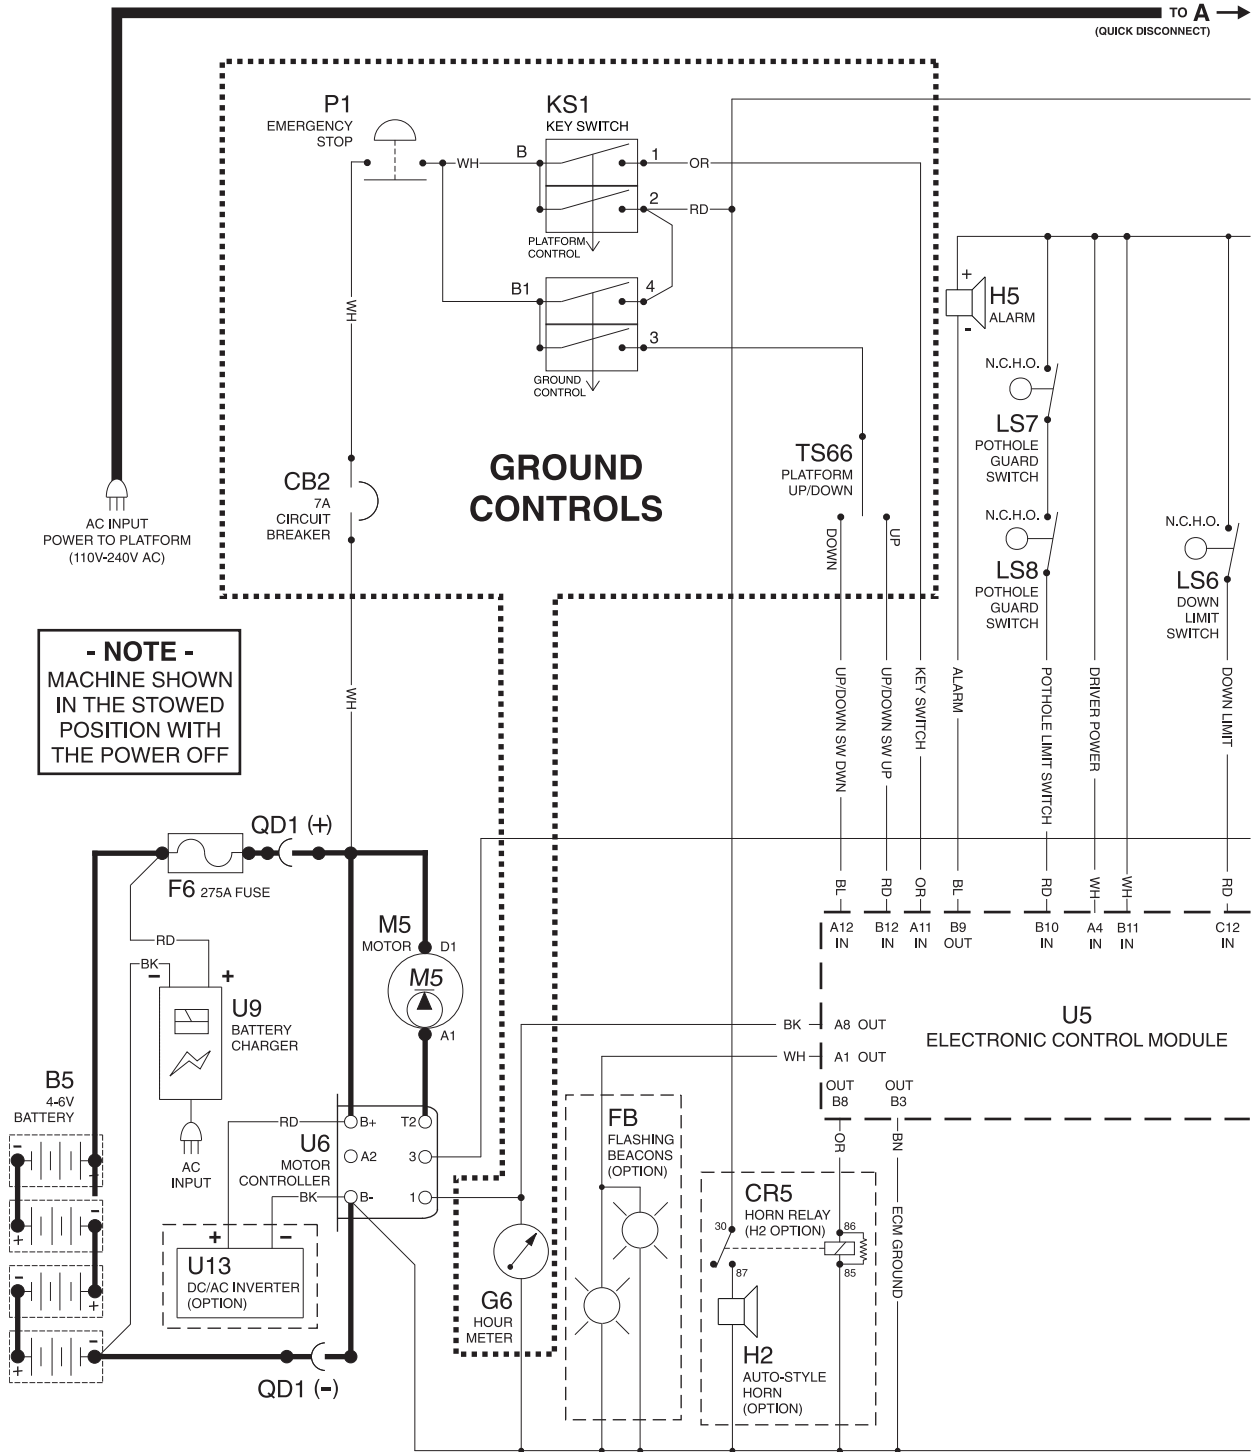 TO A
(QUICK DISCONNECT)
P1
EMERGENCY
STOP
KS1
KEY SWITCH
WH
B
1
OR
2
RD
PLATFORM
CONTROL
B1
4
3
GROUND
CONTROL
WH
+
H5
ALARM
-
N.C.H.O.
LS7
POTHOLE
GUARD
SWITCH
GROUND
CONTROLS
TS66
PLATFORM
UP/DOWN
CB2
7A
CIRCUIT
BREAKER
AC INPUT
POWER TO PLATFORM
(110V-240V AC)
DOWN
UP
N.C.H.O.
LS8
POTHOLE
GUARD
SWITCH
N.C.H.O.
LS6
DOWN
LIMIT
SWITCH
- NOTE -
MACHINE SHOWN
IN THE STOWED
POSITION WITH
THE POWER OFF
WH
UP/DOWN SW DWN
UP/DOWN SW UP
KEY SWITCH
ALARM
POTHOLE LIMIT SWITCH
DRIVER POWER
DOWN LIMIT
QD1 (+)
F6 275A FUSE
BL
RD
OR
BL
RD
WH
WH
RD
A12
IN
B12
IN
A11
IN
B9
OUT
B10
IN
A4
IN
B11
IN
C12
IN
M5
MOTOR
D1
M5
A1
RD
BK
-
+
U9
BATTERY
CHARGER
AC
INPUT
U5
ELECTRONIC CONTROL MODULE
BK
A8 OUT
WH
A1 OUT
OUT
B8
OUT
B3
OR
BN
ECM GROUND
B5
4-6V
BATTERY
-
-
-
+
-
+
-
+
U6
MOTOR
CONTROLLER
RD
B+
T2
A2
3
BK
B-
1
+
-
U13
DC/AC INVERTER
(OPTION)
QD1 (-)
G6
HOUR
METER
FB
FLASHING
BEACONS
(OPTION)
CR5
HORN RELAY
(H2 OPTION)
30
87
86
85
H2
AUTO-STYLE
HORN
(OPTION)